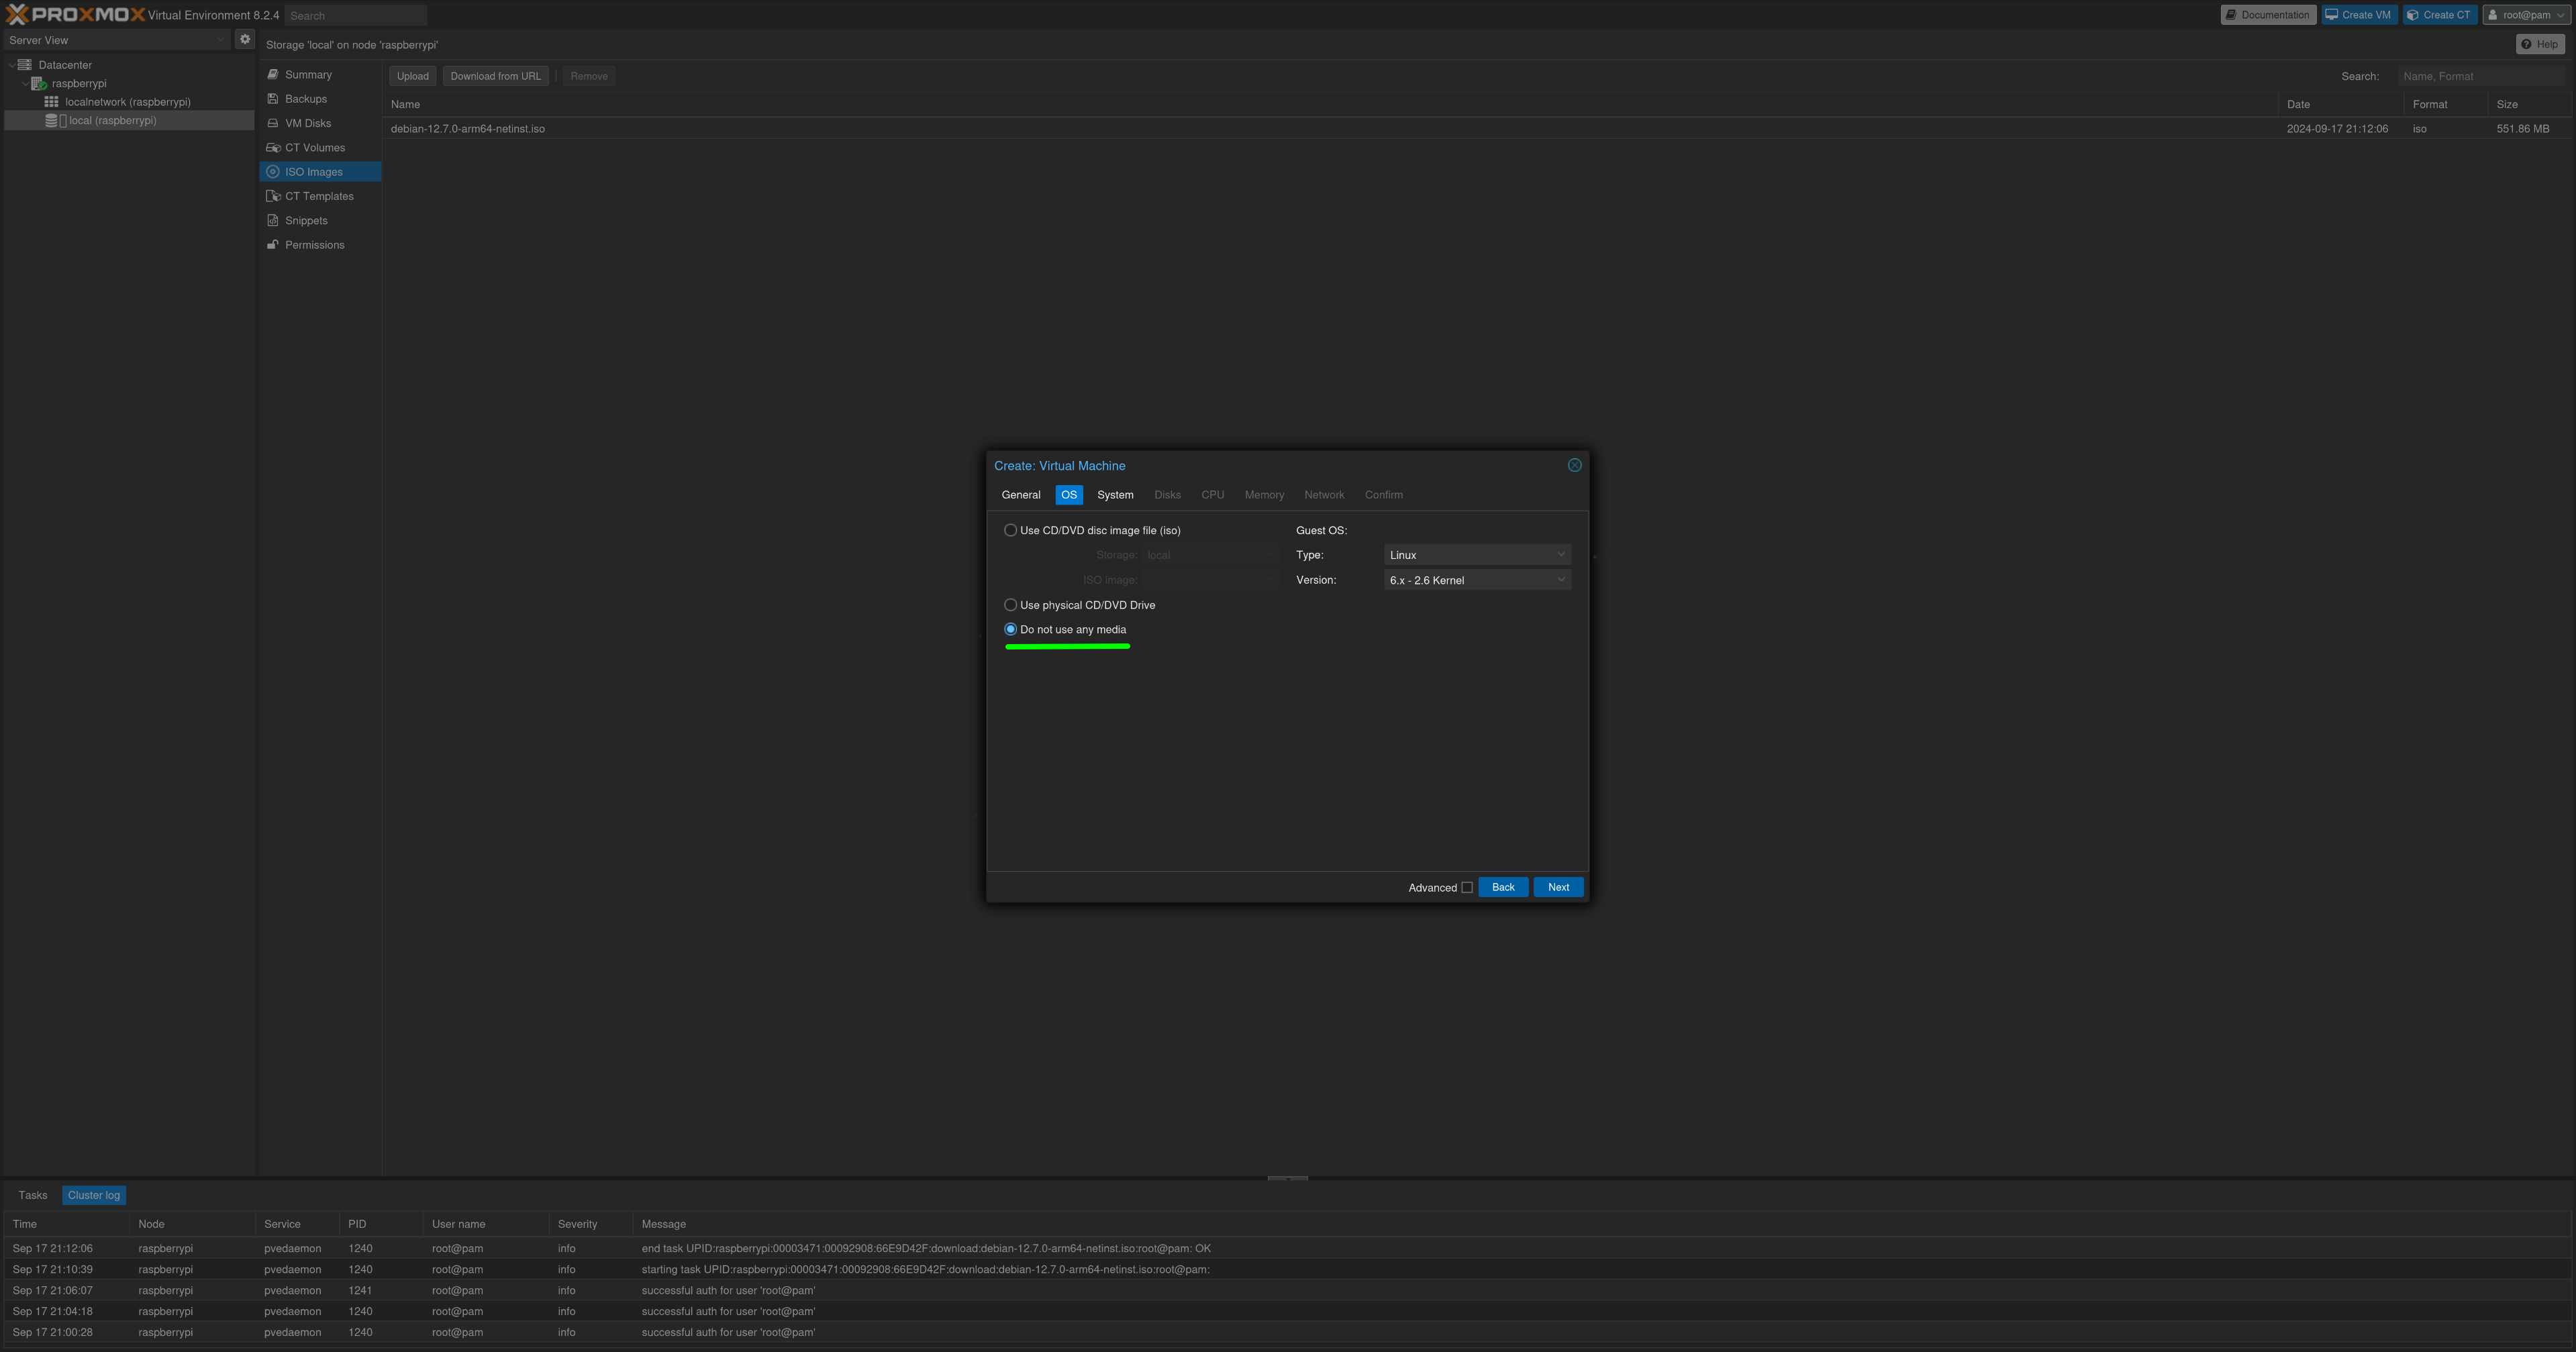 PROXMOX Virtual Environment 8.2.4 Search Documentation Create VM Create CT root@pam
Server View
Storage 'local' on node 'raspberrypi' Help
Datacenter
raspberrypi
localnetwork (raspberrypi)
local (raspberrypi)
Summary
Backups
VM Disks
CT Volumes
ISO Images
CT Templates
Snippets
Permissions
Upload Download from URL Remove Search: Name, Format
Name Date Format Size
debian-12.7.0-arm64-netinst.iso 2024-09-17 21:12:06 iso 551.86 MB
Create: Virtual Machine
General OS System Disks CPU Memory Network Confirm
Use CD/DVD disc image file (iso)
Storage: local
ISO image:
Use physical CD/DVD Drive
Do not use any media
Guest OS:
Type: Linux
Version: 6.x - 2.6 Kernel
Advanced Back Next
Tasks Cluster log
Time Node Service PID User name Severity Message
Sep 17 21:12:06 raspberrypi pvedaemon 1240 root@pam info end task UPID:raspberrypi:00003471:00092908:66E9D42F:download:debian-12.7.0-arm64-netinst.iso:root@pam: OK
Sep 17 21:10:39 raspberrypi pvedaemon 1240 root@pam info starting task UPID:raspberrypi:00003471:00092908:66E9D42F:download:debian-12.7.0-arm64-netinst.iso:root@pam:
Sep 17 21:06:07 raspberrypi pvedaemon 1241 root@pam info successful auth for user 'root@pam'
Sep 17 21:04:18 raspberrypi pvedaemon 1240 root@pam info successful auth for user 'root@pam'
Sep 17 21:00:28 raspberrypi pvedaemon 1240 root@pam info successful auth for user 'root@pam'